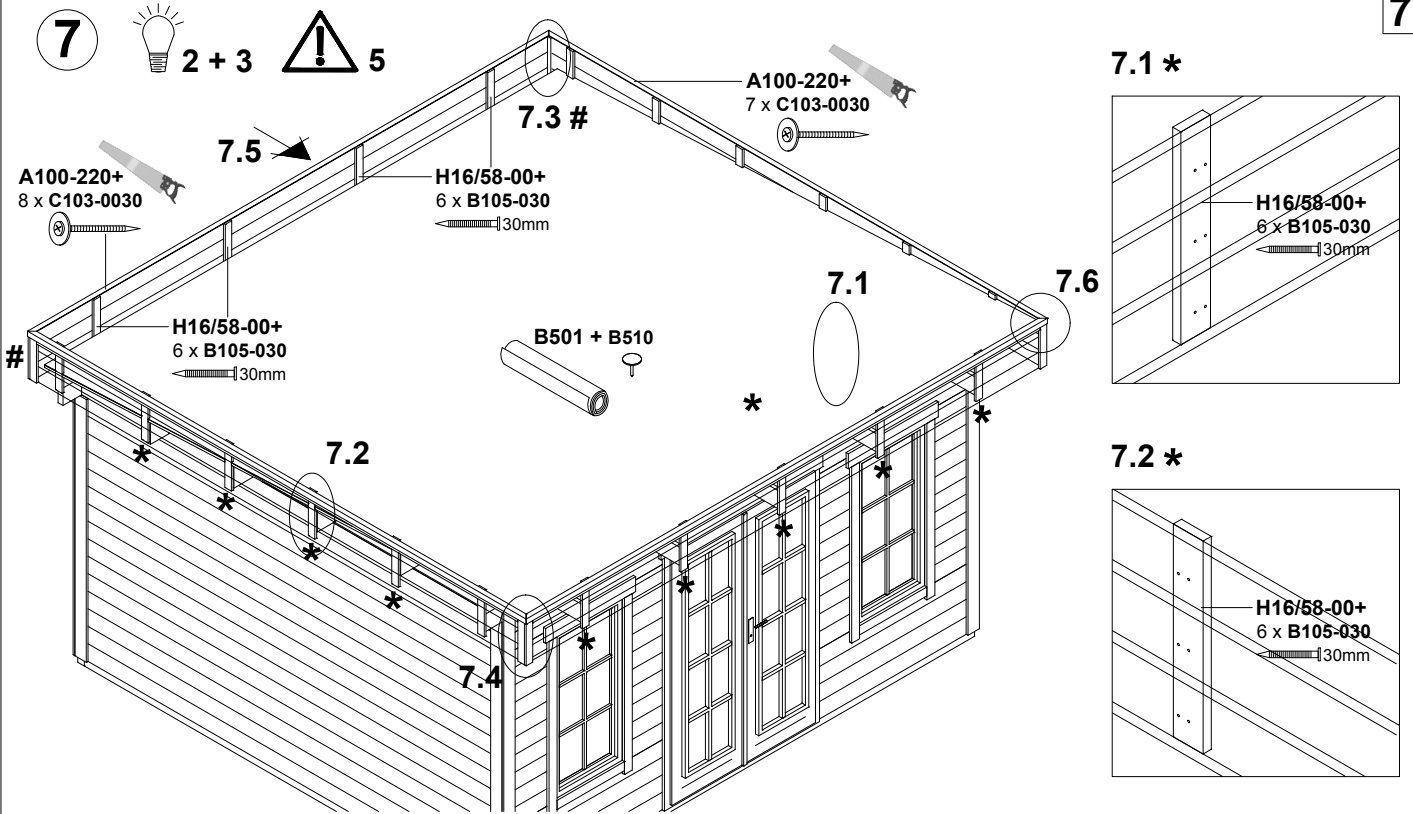 7
2 + 3
5
7
7.3 #
A100-220+
7 x C103-0030
7.1 *
7.5
A100-220+
8 x C103-0030
H16/58-00+
6 x B105-030
30mm
H16/58-00+
6 x B105-030
30mm
7.1
7.6
H16/58-00+
6 x B105-030
30mm
B501 + B510
#
*
*
*
*
*
*
*
*
*
*
7.2
7.4
7.2 *
H16/58-00+
6 x B105-030
30mm